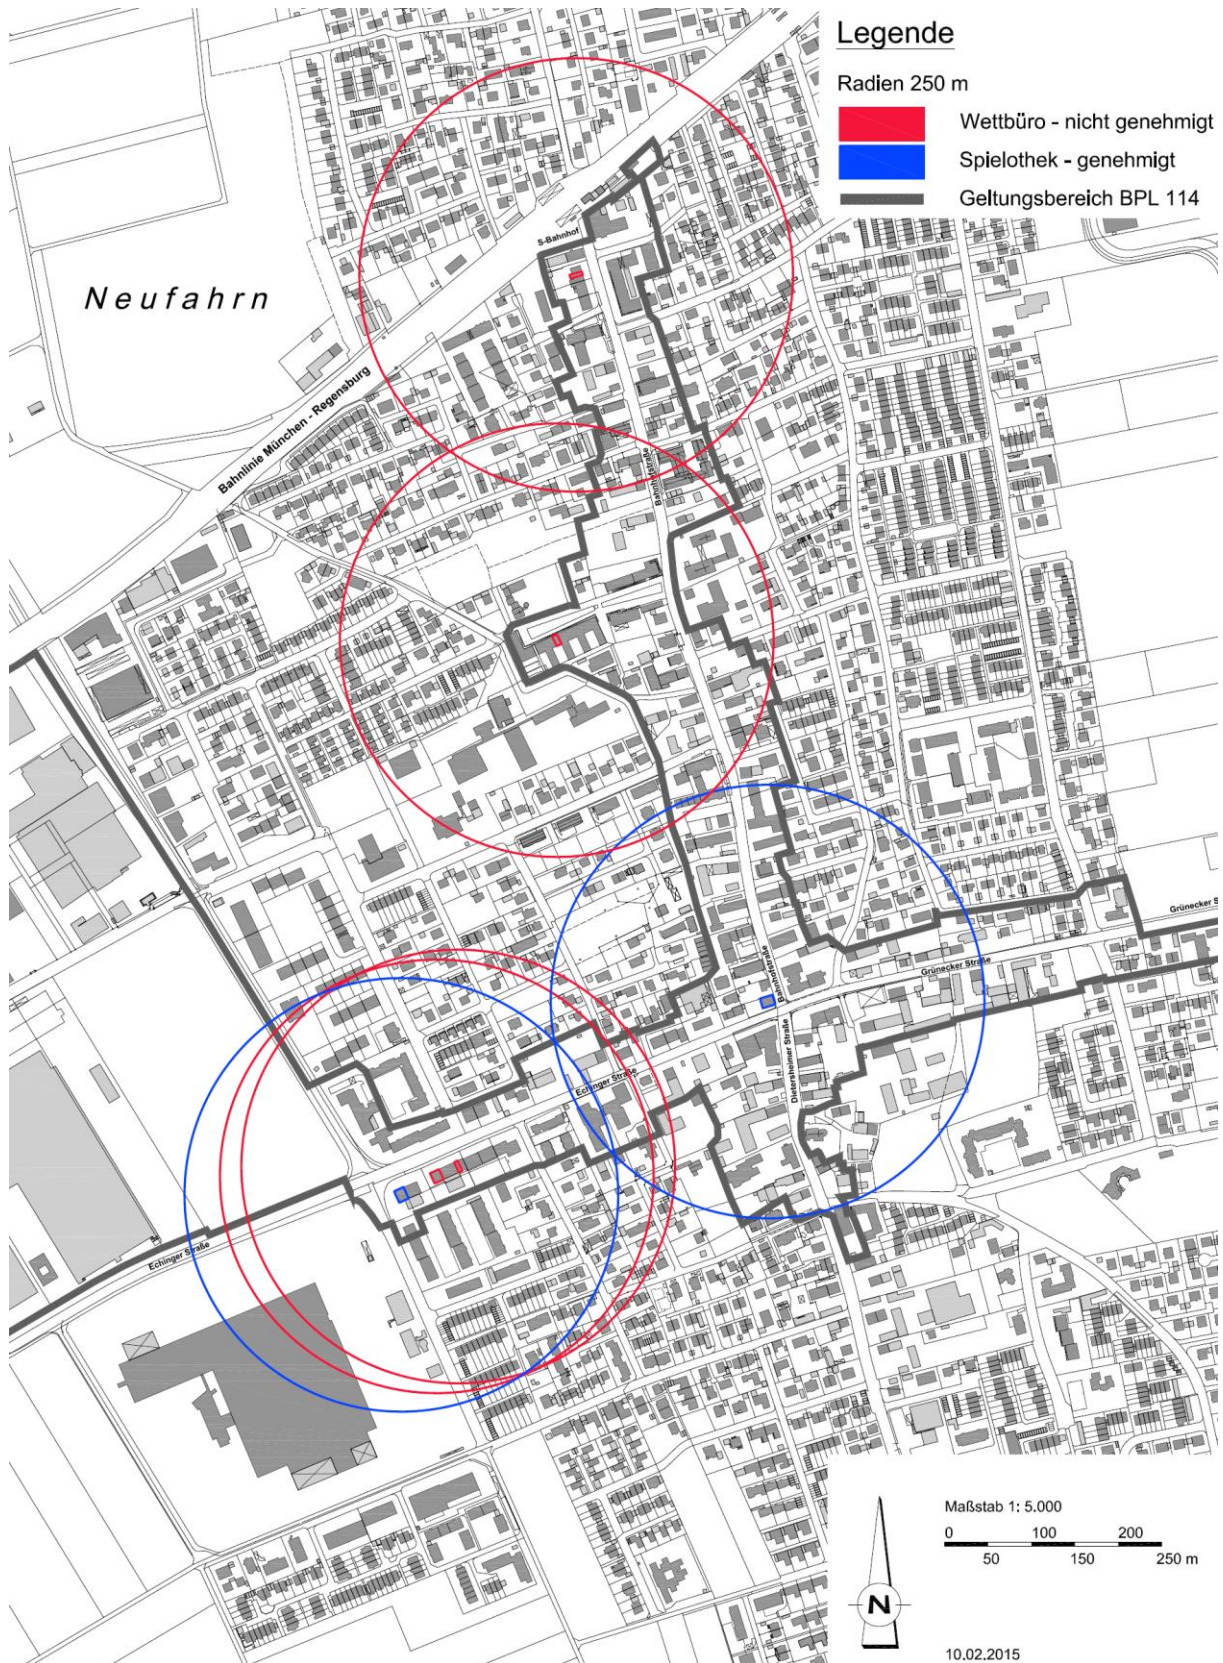 Legende
Radien 250 m
Wettbüro - nicht genehmigt
Spielothek - genehmigt
Geltungsbereich BPL 114
S-Bahnhof
Neufahrn
Bahnlinie München - Regensburg
Bahnhofstraße
Grünecker S
Bahnhofstraße
Grünecker Straße
Dietersheimer Straße
Echinger Straße
Echinger Straße
Maßstab 1: 5.000
0 100 200
50 150 250 m
N
10.02.2015